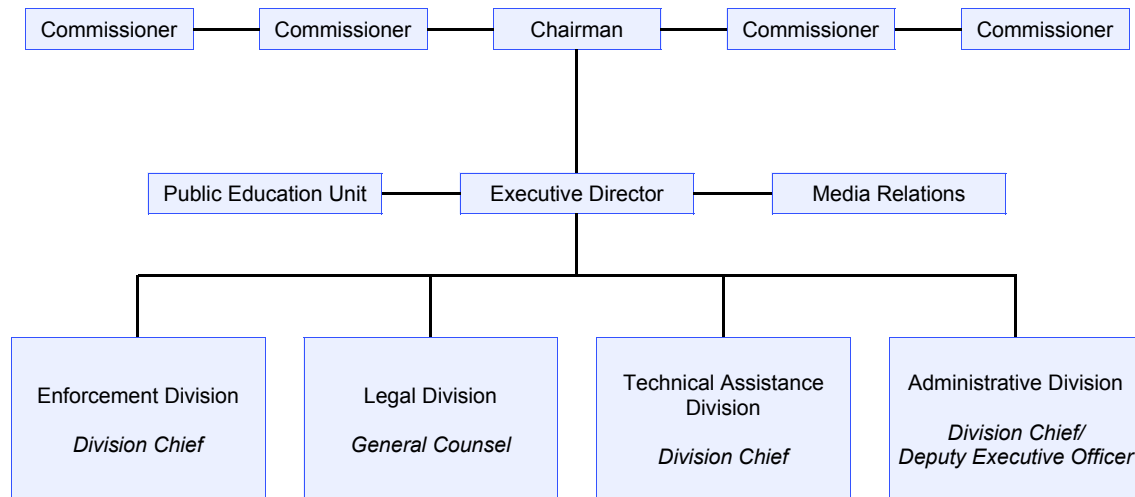 Commissioner
Commissioner
Chairman
Commissioner
Commissioner
Public Education Unit
Executive Director
Media Relations
Enforcement Division
Division Chief
Legal Division
General Counsel
Technical Assistance
Division
Division Chief
Administrative Division
Division Chief/
Deputy Executive Officer